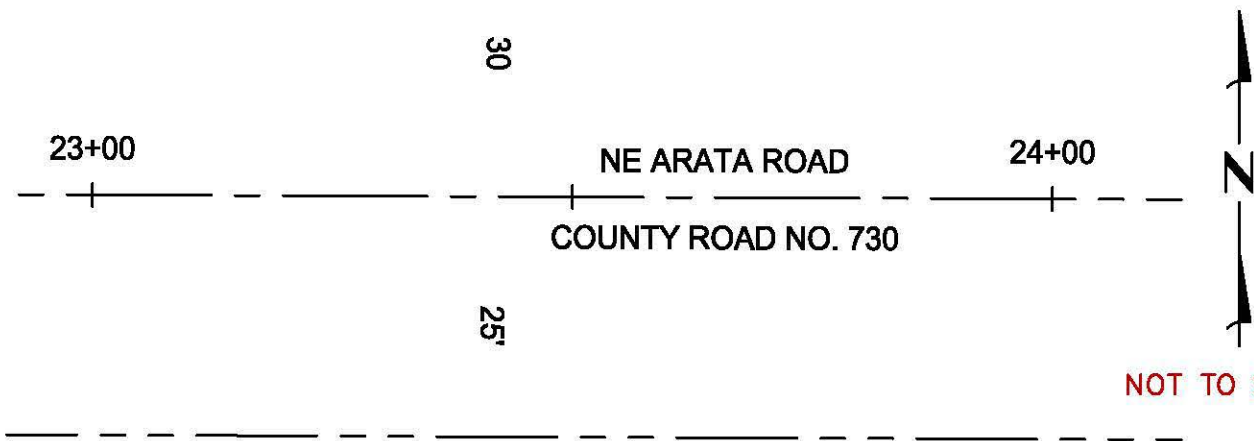 30
23+00
NE ARATA ROAD
24+00
N
COUNTY ROAD NO. 730
25'
NOT TO